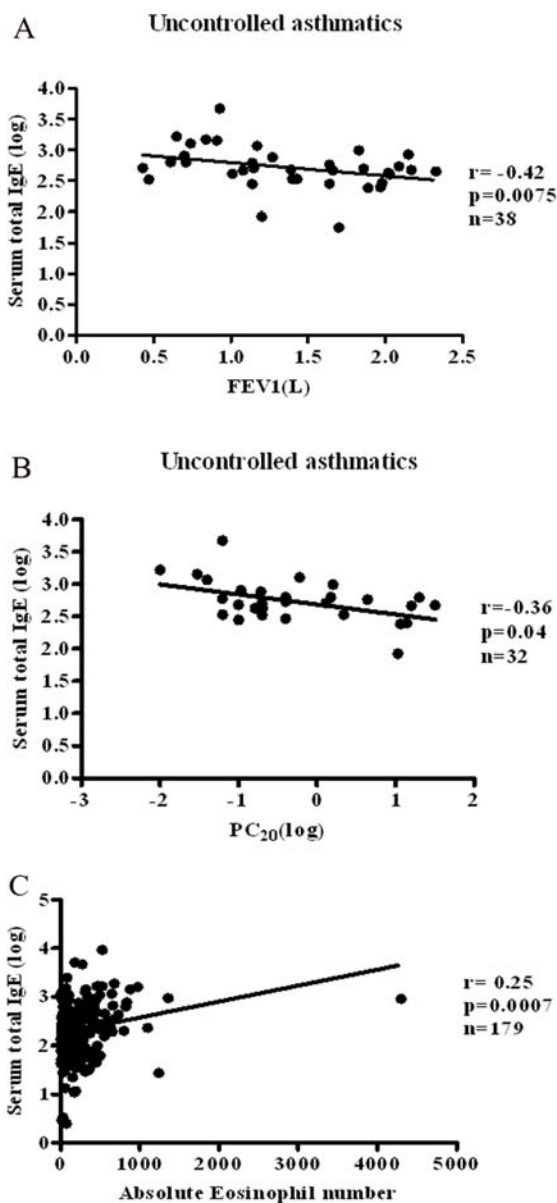 A
Uncontrolled asthmatics
Serum total IgE (log)
4.0
3.5
3.0
2.5
2.0
1.5
1.0
0.5
0.0
0.0 0.5 1.0 1.5 2.0 2.5
FEV1(L)
r= -0.42
p=0.0075
n=38
B
Uncontrolled asthmatics
Serum total IgE (log)
4.0
3.5
3.0
2.5
2.0
1.5
1.0
0.5
0.0
-3 -2 -1 0 1 2
PC20(log)
r=-0.36
p=0.04
n=32
C
Serum total IgE (log)
5
4
3
2
1
0
0 1000 2000 3000 4000 5000
Absolute Eosinophil number
r= 0.25
p=0.0007
n=179